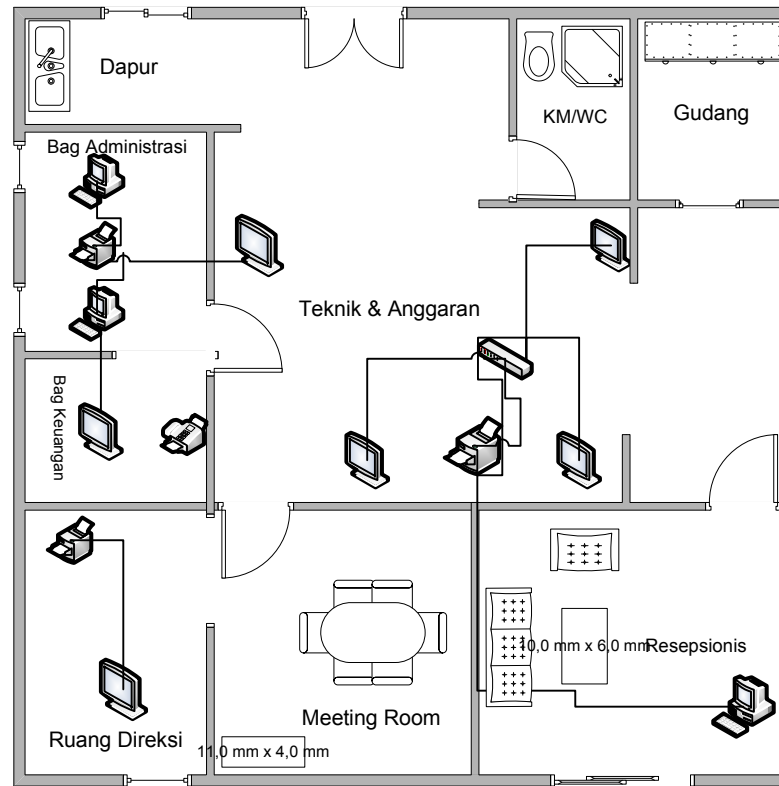 Dapur
KM/WC
Gudang
Bag Administrasi
Teknik & Anggaran
Bag Keuangan
10,0 mm x 6,0 mm
Resepsionis
Meeting Room
Ruang Direksi
11,0 mm x 4,0 mm